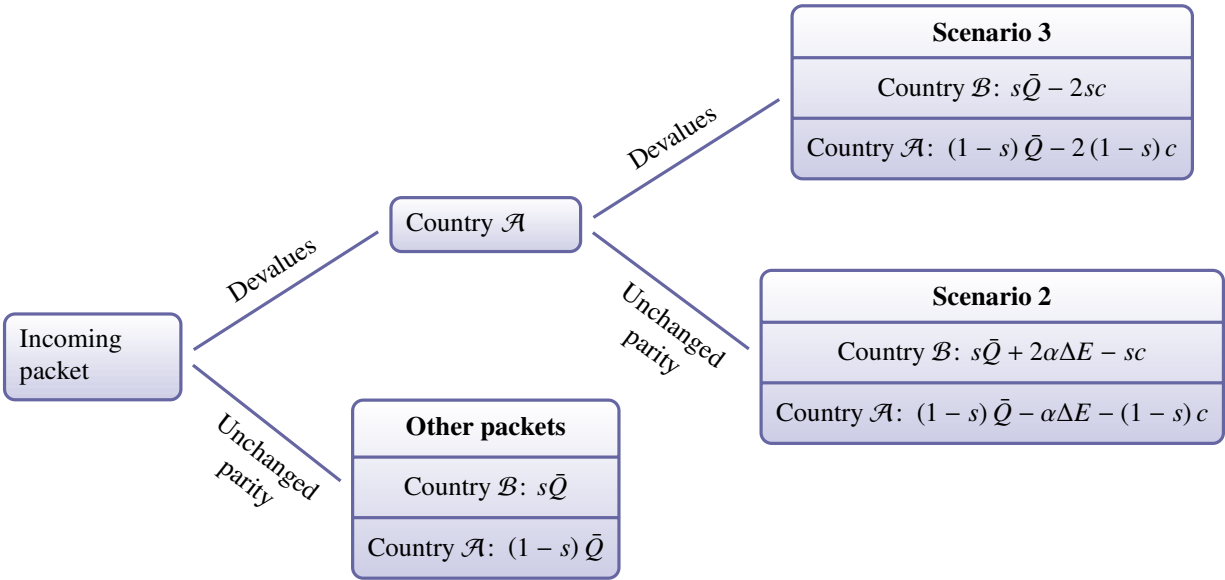 Scenario 3
Country ℬ: sQ̄ − 2sc
Country 𝒜: (1 − s) Q̄ − 2 (1 − s) c
Devalues
Country 𝒜
Devalues
Unchanged
parity
Scenario 2
Country ℬ: sQ̄ + 2αΔE − sc
Country 𝒜: (1 − s) Q̄ − αΔE − (1 − s) c
Incoming
packet
Unchanged
parity
Other packets
Country ℬ: sQ̄
Country 𝒜: (1 − s) Q̄